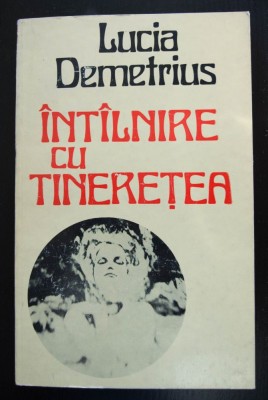 Lucia
Demetrius
ÎNTÎLNIRE
CU
TINEREȚEA